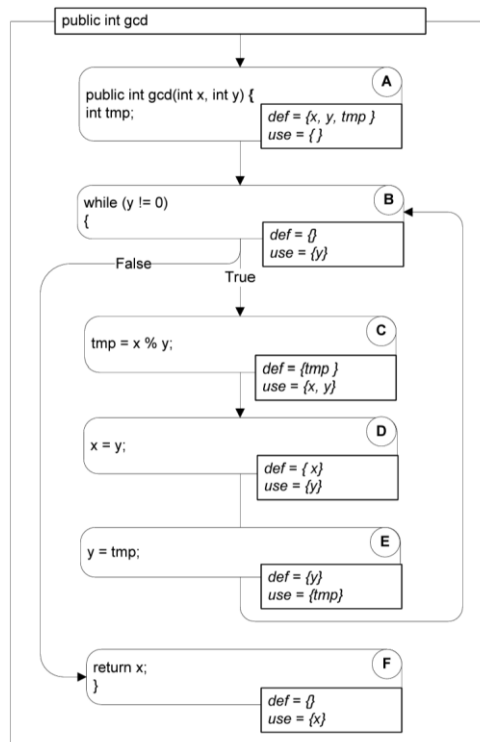 public int gcd
A
public int gcd(int x, int y) {
int tmp;
def = {x, y, tmp }
use = { }
B
while (y != 0)
{
def = {}
use = {y}
False
True
C
tmp = x % y;
def = {tmp }
use = {x, y}
D
x = y;
def = { x}
use = {y}
E
y = tmp;
def = {y}
use = {tmp}
F
return x;
}
def = {}
use = {x}